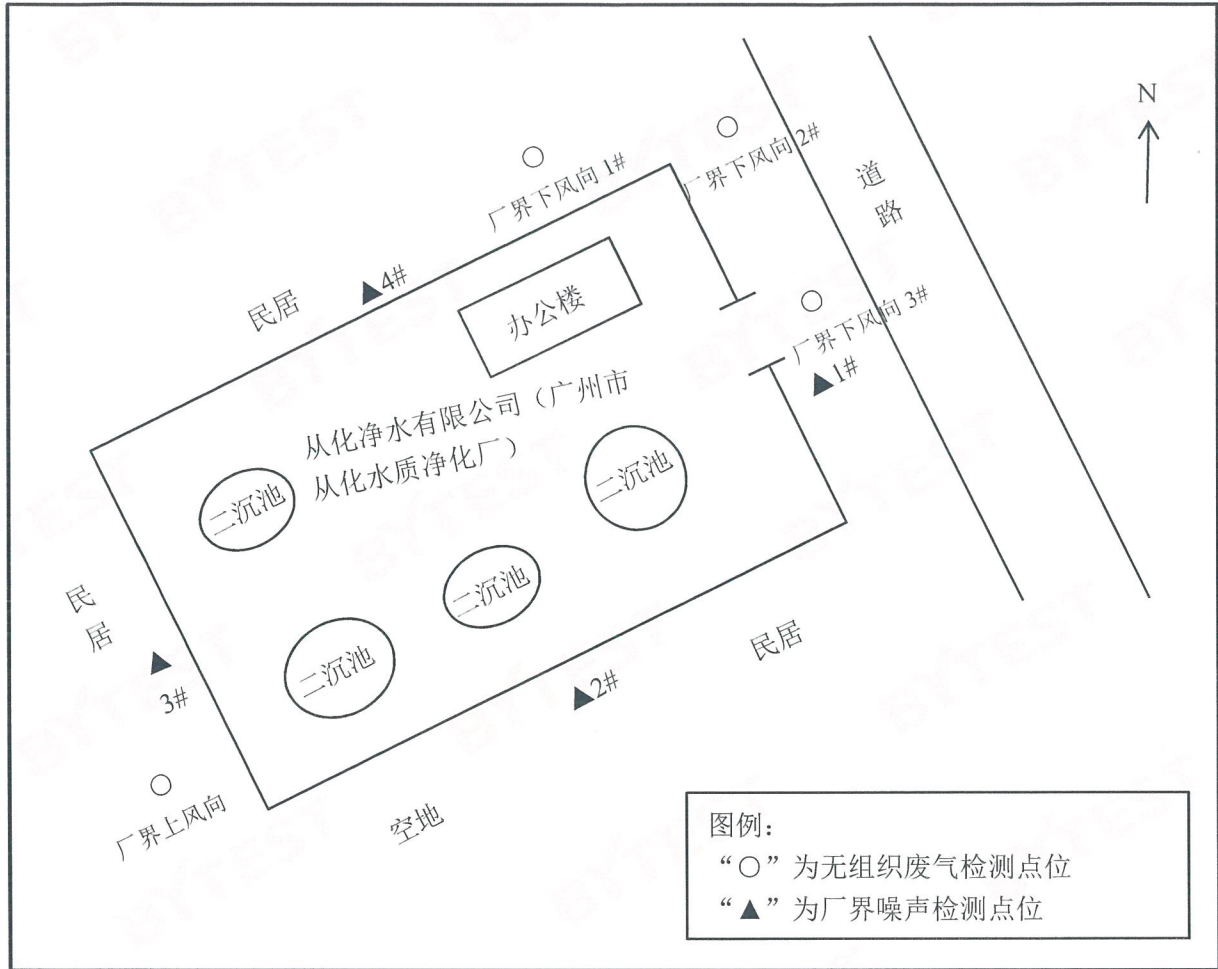 N
厂界下风向 1#
厂界下风向 2#
道路
民居
▲4#
办公楼
厂界下风向 3#
▲1#
从化净水有限公司（广州市
从化水质净化厂）
二沉池
二沉池
二沉池
二沉池
民居
▲
3#
▲2#
民居
厂界上风向
空地
图例：
“○”为无组织废气检测点位
“▲”为厂界噪声检测点位
BYTEST